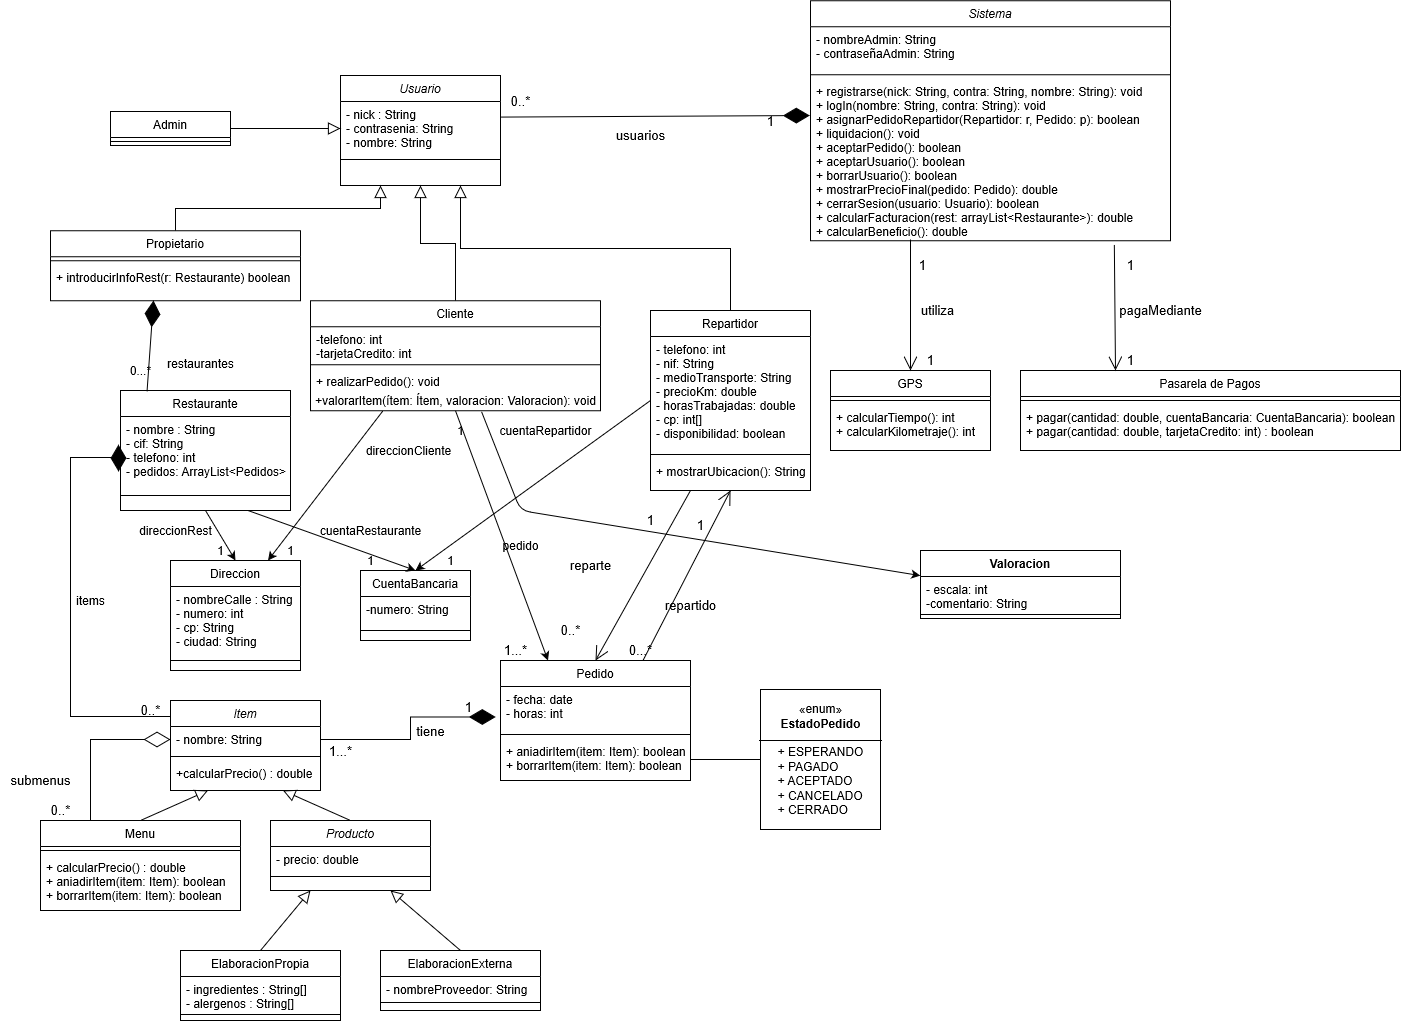 Sistema
- nombreAdmin: String
- contraseñaAdmin: String
+ registrarse(nick: String, contra: String, nombre: String): void
+ logIn(nombre: String, contra: String): void
+ asignarPedidoRepartidor(Repartidor: r, Pedido: p): boolean
+ liquidacion(): void
+ aceptarPedido(): boolean
+ aceptarUsuario(): boolean
+ borrarUsuario(): boolean
+ mostrarPrecioFinal(pedido: Pedido): double
+ cerrarSesion(usuario: Usuario): boolean
+ calcularFacturacion(rest: arrayList<Restaurante>): double
+ calcularBeneficio(): double
Usuario
- nick : String
- contrasenia: String
- nombre: String
0..*
1
usuarios
Admin
Propietario
+ introducirInfoRest(r: Restaurante) boolean
restaurantes
0...*
Cliente
-telefono: int
-tarjetaCredito: int
+ realizarPedido(): void
+valorarItem(ítem: Ítem, valoracion: Valoracion): void
Repartidor
- telefono: int
- nif: String
- medioTransporte: String
- precioKm: double
- horasTrabajadas: double
- cp: int[]
- disponibilidad: boolean
+ mostrarUbicacion(): String
1
utiliza
1
1
pagaMediante
1
GPS
+ calcularTiempo(): int
+ calcularKilometraje(): int
Pasarela de Pagos
+ pagar(cantidad: double, cuentaBancaria: CuentaBancaria): boolean
+ pagar(cantidad: double, tarjetaCredito: int) : boolean
Restaurante
- nombre : String
- cif: String
- telefono: int
- pedidos: ArrayList<Pedidos>
direccionCliente
1
cuentaRepartidor
direccionRest
1
1
cuentaRestaurante
1
1
pedido
reparte
1
1
repartido
Direccion
- nombreCalle : String
- numero: int
- cp: String
- ciudad: String
CuentaBancaria
-numero: String
Valoracion
- escala: int
-comentario: String
items
0..*
1...*
0..*
0...*
Pedido
- fecha: date
- horas: int
+ aniadirItem(item: Item): boolean
+ borrarItem(item: Item): boolean
1
tiene
1...*
«enum»
EstadoPedido
+ ESPERANDO
+ PAGADO
+ ACEPTADO
+ CANCELADO
+ CERRADO
Item
- nombre: String
+calcularPrecio() : double
submenus
0..*
Menu
+ calcularPrecio() : double
+ aniadirItem(item: Item): boolean
+ borrarItem(item: Item): boolean
Producto
- precio: double
ElaboracionPropia
- ingredientes : String[]
- alergenos : String[]
ElaboracionExterna
- nombreProveedor: String